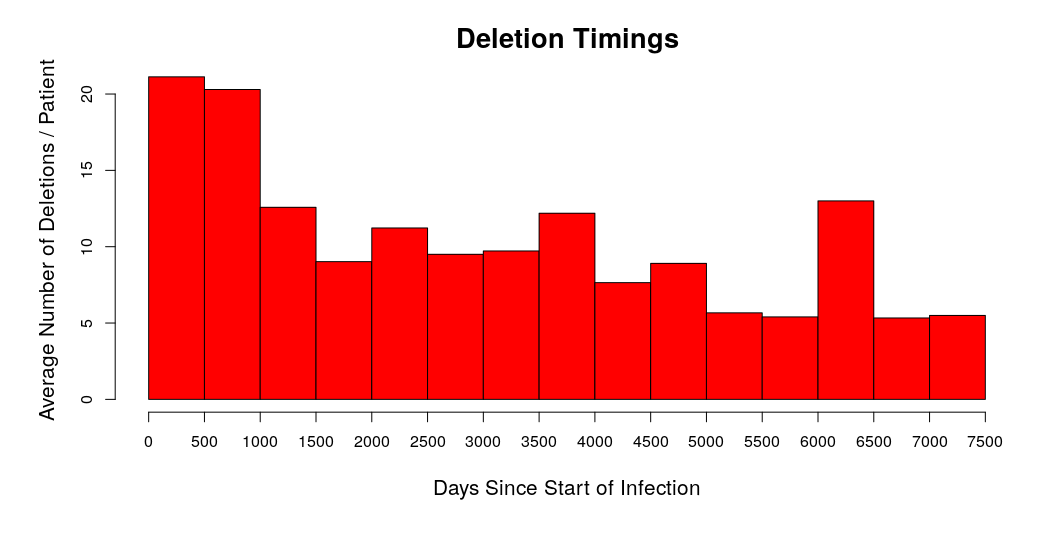 Deletion Timings
Average Number of Deletions / Patient
20
15
10
5
0
0 500 1000 1500 2000 2500 3000 3500 4000 4500 5000 5500 6000 6500 7000 7500
Days Since Start of Infection